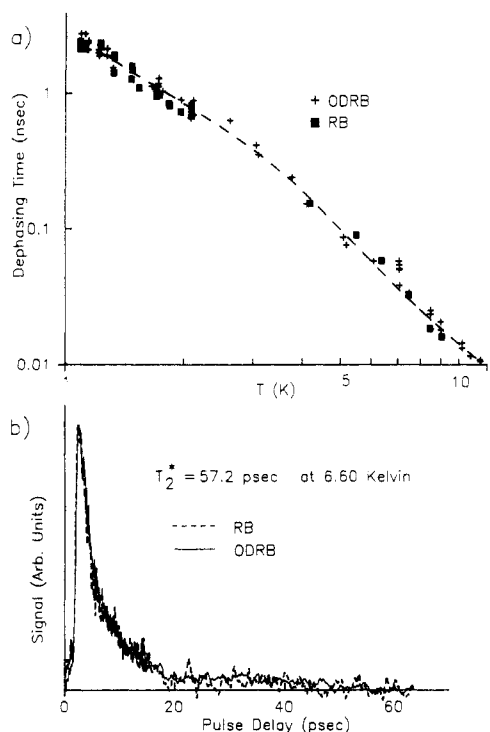 a)
Dephasing Time (nsec)
1
0.1
0.01
+ ODRB
■ RB
1
5
10
T (K)
b)
Signal (Arb. Units)
T₂* = 57.2 psec at 6.60 Kelvin
RB
ODRB
0
20
40
60
Pulse Delay (psec)